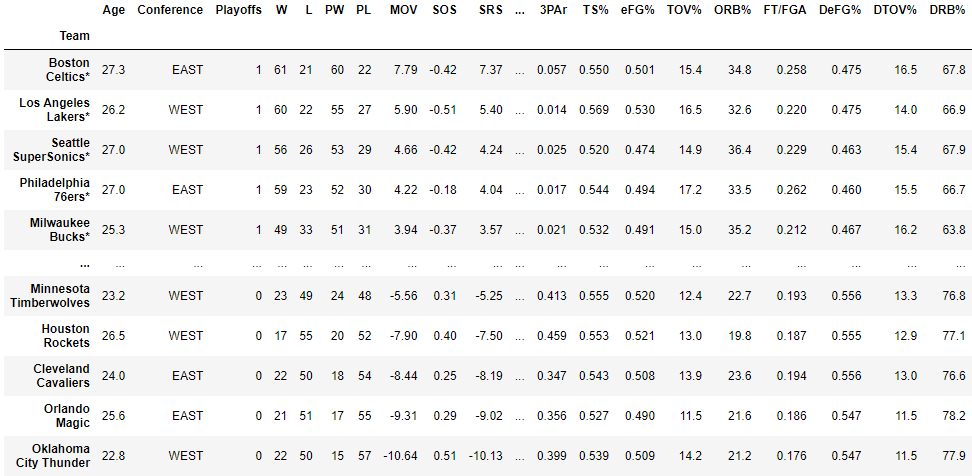 Age Conference Playoffs W L PW PL MOV SOS SRS ... 3PAr TS% eFG% TOV% ORB% FT/FGA DeFG% DTOV% DRB%
Team
Boston Celtics* 27.3 EAST 1 61 21 60 22 7.79 -0.42 7.37 ... 0.057 0.550 0.501 15.4 34.8 0.258 0.475 16.5 67.8
Los Angeles Lakers* 26.2 WEST 1 60 22 55 27 5.90 -0.51 5.40 ... 0.014 0.569 0.530 16.5 32.6 0.220 0.475 14.0 66.9
Seattle SuperSonics* 27.0 WEST 1 56 26 53 29 4.66 -0.42 4.24 ... 0.025 0.520 0.474 14.9 36.4 0.229 0.463 15.4 67.9
Philadelphia 76ers* 27.0 EAST 1 59 23 52 30 4.22 -0.18 4.04 ... 0.017 0.544 0.494 17.2 33.5 0.262 0.460 15.5 66.7
Milwaukee Bucks* 25.3 WEST 1 49 33 51 31 3.94 -0.37 3.57 ... 0.021 0.532 0.491 15.0 35.2 0.212 0.467 16.2 63.8
... ... ... ... ... ... ... ... ... ... ... ... ... ... ... ... ... ... ... ... ...
Minnesota Timberwolves 23.2 WEST 0 23 49 24 48 -5.56 0.31 -5.25 ... 0.413 0.555 0.520 12.4 22.7 0.193 0.556 13.3 76.8
Houston Rockets 26.5 WEST 0 17 55 20 52 -7.90 0.40 -7.50 ... 0.459 0.553 0.521 13.0 19.8 0.187 0.555 12.9 77.1
Cleveland Cavaliers 24.0 EAST 0 22 50 18 54 -8.44 0.25 -8.19 ... 0.347 0.543 0.508 13.9 23.6 0.194 0.556 13.0 76.6
Orlando Magic 25.6 EAST 0 21 51 17 55 -9.31 0.29 -9.02 ... 0.356 0.527 0.490 11.5 21.6 0.186 0.547 11.5 78.2
Oklahoma City Thunder 22.8 WEST 0 22 50 15 57 -10.64 0.51 -10.13 ... 0.399 0.539 0.509 14.2 21.2 0.176 0.547 11.5 77.9